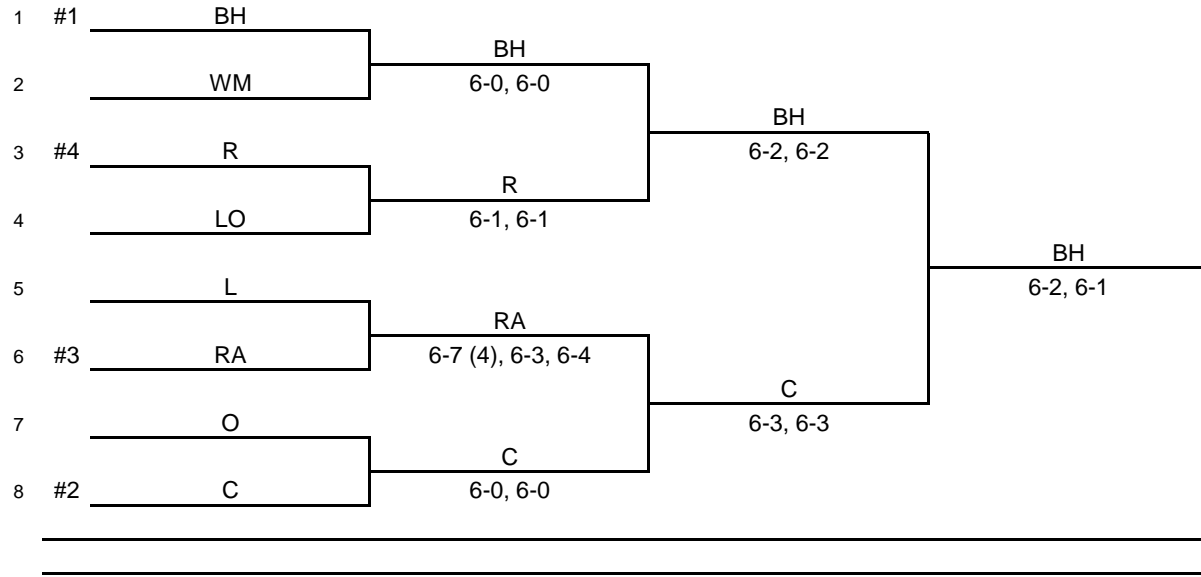 1 #1 BH
BH
2 WM
6-0, 6-0
BH
3 #4 R
6-2, 6-2
R
4 LO
6-1, 6-1
BH
5 L
6-2, 6-1
RA
6 #3 RA
6-7 (4), 6-3, 6-4
C
7 O
6-3, 6-3
C
8 #2 C
6-0, 6-0